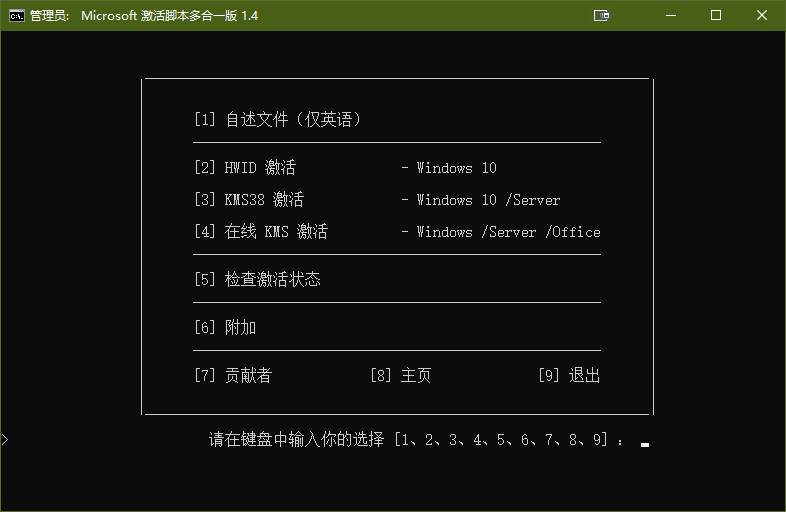 管理员: Microsoft 激活脚本多合一版 1.4
[1] 自述文件（仅英语）
[2] HWID 激活 - Windows 10
[3] KMS38 激活 - Windows 10 /Server
[4] 在线 KMS 激活 - Windows /Server /Office
[5] 检查激活状态
[6] 附加
[7] 贡献者 [8] 主页 [9] 退出
请在键盘中输入你的选择 [1、2、3、4、5、6、7、8、9] ：